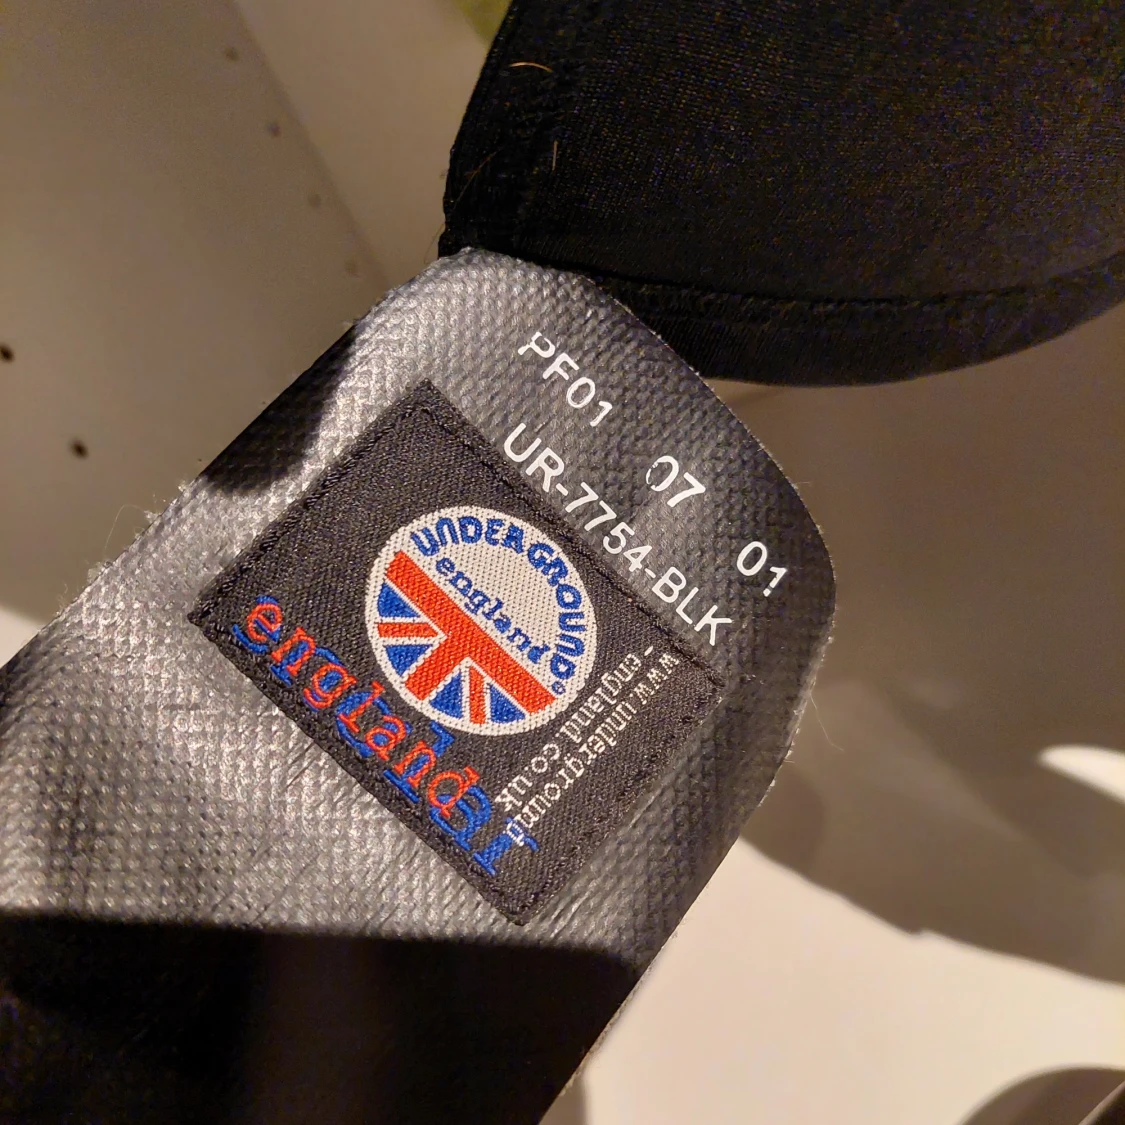 PF01 07 01
UR-7754-BLK
UNDERGROUND
england
england
www.underground
-england.co.uk